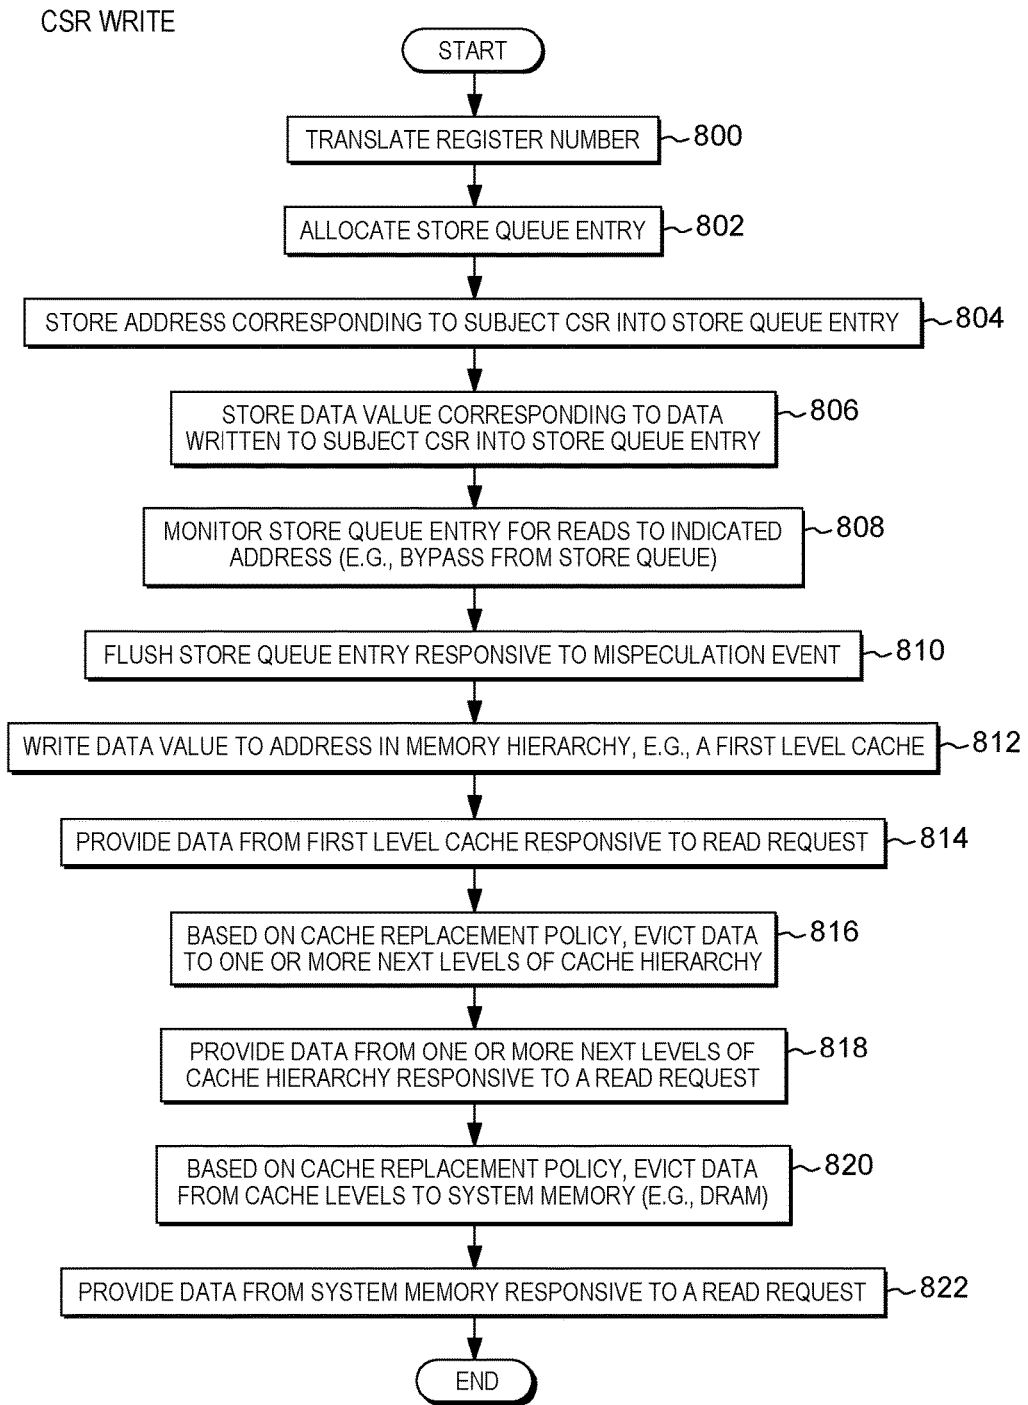 CSR WRITE
START
TRANSLATE REGISTER NUMBER
800
ALLOCATE STORE QUEUE ENTRY
802
STORE ADDRESS CORRESPONDING TO SUBJECT CSR INTO STORE QUEUE ENTRY
804
STORE DATA VALUE CORRESPONDING TO DATA
WRITTEN TO SUBJECT CSR INTO STORE QUEUE ENTRY
806
MONITOR STORE QUEUE ENTRY FOR READS TO INDICATED
ADDRESS (E.G., BYPASS FROM STORE QUEUE)
808
FLUSH STORE QUEUE ENTRY RESPONSIVE TO MISPECULATION EVENT
810
WRITE DATA VALUE TO ADDRESS IN MEMORY HIERARCHY, E.G., A FIRST LEVEL CACHE
812
PROVIDE DATA FROM FIRST LEVEL CACHE RESPONSIVE TO READ REQUEST
814
BASED ON CACHE REPLACEMENT POLICY, EVICT DATA
TO ONE OR MORE NEXT LEVELS OF CACHE HIERARCHY
816
PROVIDE DATA FROM ONE OR MORE NEXT LEVELS OF
CACHE HIERARCHY RESPONSIVE TO A READ REQUEST
818
BASED ON CACHE REPLACEMENT POLICY, EVICT DATA
FROM CACHE LEVELS TO SYSTEM MEMORY (E.G., DRAM)
820
PROVIDE DATA FROM SYSTEM MEMORY RESPONSIVE TO A READ REQUEST
822
END